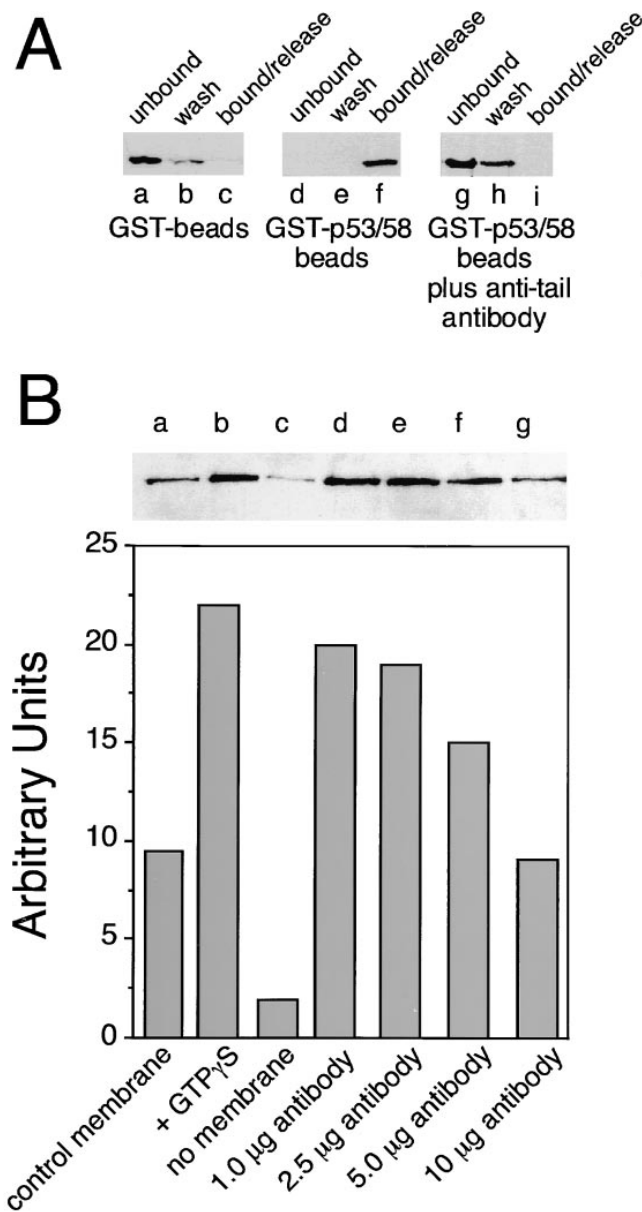 A
unbound wash bound/release unbound wash bound/release unbound wash bound/release
a b c d e f g h i
GST-beads GST-p53/58 beads GST-p53/58 beads plus anti-tail antibody
B
a b c d e f g
25
20
15
10
5
0
Arbitrary Units
control membrane
+ GTPγS
no membrane
1.0 µg antibody
2.5 µg antibody
5.0 µg antibody
10 µg antibody